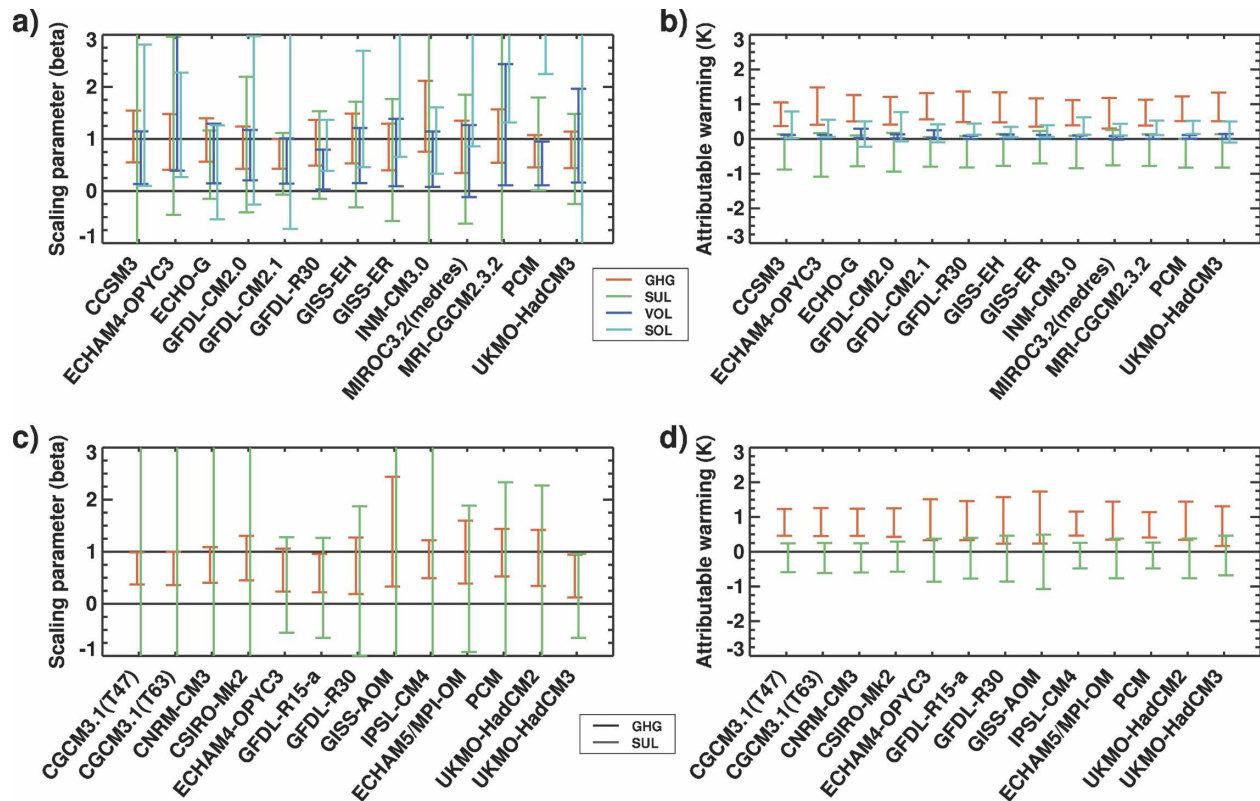 a)
Scaling parameter (beta)
3
2
1
0
-1
CCSM3
ECHAM4-OPYC3
ECHO-G
GFDL-CM2.0
GFDL-CM2.1
GFDL-R30
GISS-EH
GISS-ER
INM-CM3.0
MIROC3.2(medres)
MRI-CGCM2.3.2
PCM
UKMO-HadCM3
GHG
SUL
VOL
SOL
b)
Attributable warming (K)
3
2
1
0
-1
-2
-3
CCSM3
ECHAM4-OPYC3
ECHO-G
GFDL-CM2.0
GFDL-CM2.1
GFDL-R30
GISS-EH
GISS-ER
INM-CM3.0
MIROC3.2(medres)
MRI-CGCM2.3.2
PCM
UKMO-HadCM3
c)
Scaling parameter (beta)
3
2
1
0
-1
CGCM3.1(T47)
CGCM3.1(T63)
CNRM-CM3
CSIRO-Mk2
ECHAM4-OPYC3
GFDL-R15-a
GFDL-R30
GISS-AOM
IPSL-CM4
ECHAM5/MPI-OM
PCM
UKMO-HadCM2
UKMO-HadCM3
GHG
SUL
d)
Attributable warming (K)
3
2
1
0
-1
-2
-3
CGCM3.1(T47)
CGCM3.1(T63)
CNRM-CM3
CSIRO-Mk2
ECHAM4-OPYC3
GFDL-R15-a
GFDL-R30
GISS-AOM
IPSL-CM4
ECHAM5/MPI-OM
PCM
UKMO-HadCM2
UKMO-HadCM3